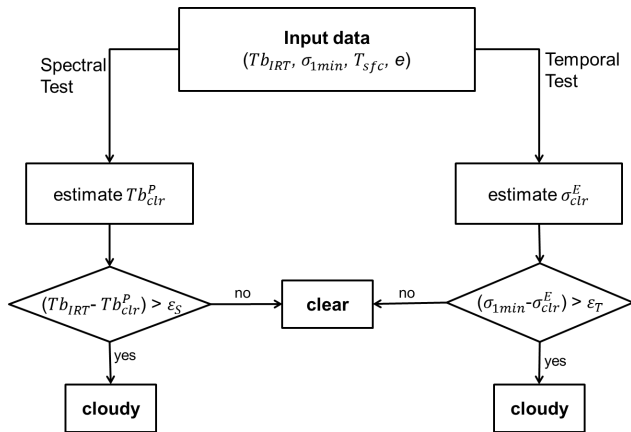 Input data
(Tb_IRT, σ_1min, T_sfc, e)
Spectral
Test
Temporal
Test
estimate Tb^P_clr
estimate σ^E_clr
(Tb_IRT- Tb^P_clr) > ε_S
no
clear
no
(σ_1min-σ^E_clr) > ε_T
yes
yes
cloudy
cloudy